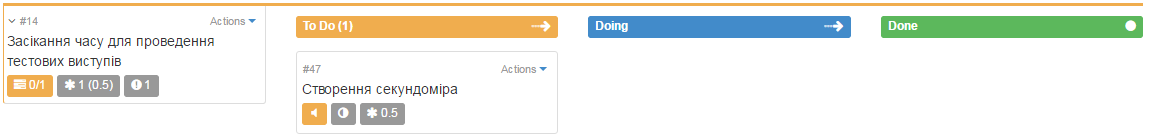 #14 Actions
Засікання часу для проведення
тестових виступів
0/1 1 (0.5) 1
To Do (1)
#47 Actions
Створення секундоміра
0.5
Doing
Done